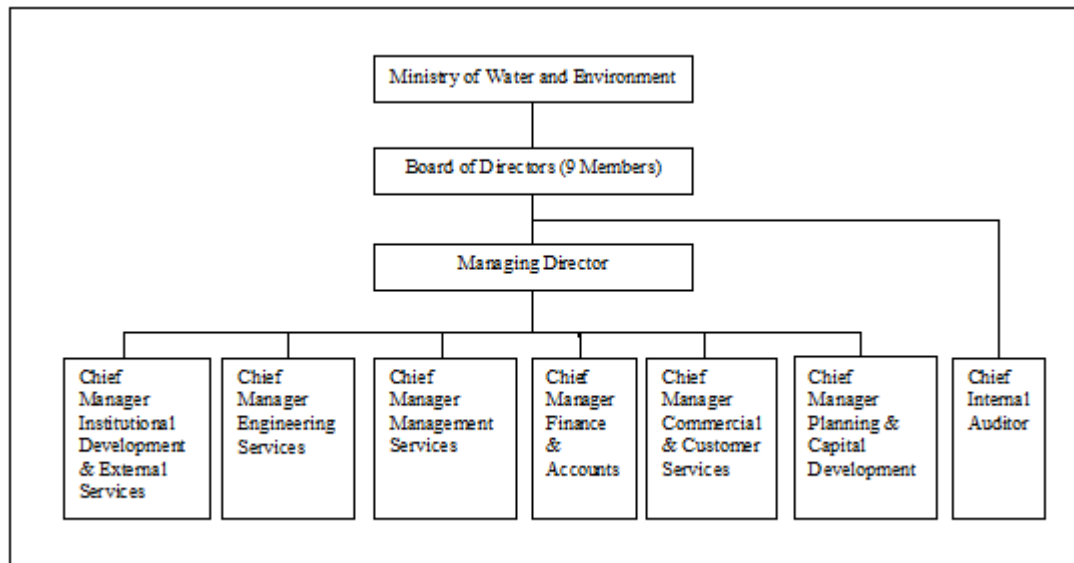 Ministry of Water and Environment
Board of Directors (9 Members)
Managing Director
Chief
Manager
Institutional
Development
& External
Services
Chief
Manager
Engineering
Services
Chief
Manager
Management
Services
Chief
Manager
Finance
&
Accounts
Chief
Manager
Commercial
& Customer
Services
Chief
Manager
Planning &
Capital
Development
Chief
Internal
Auditor